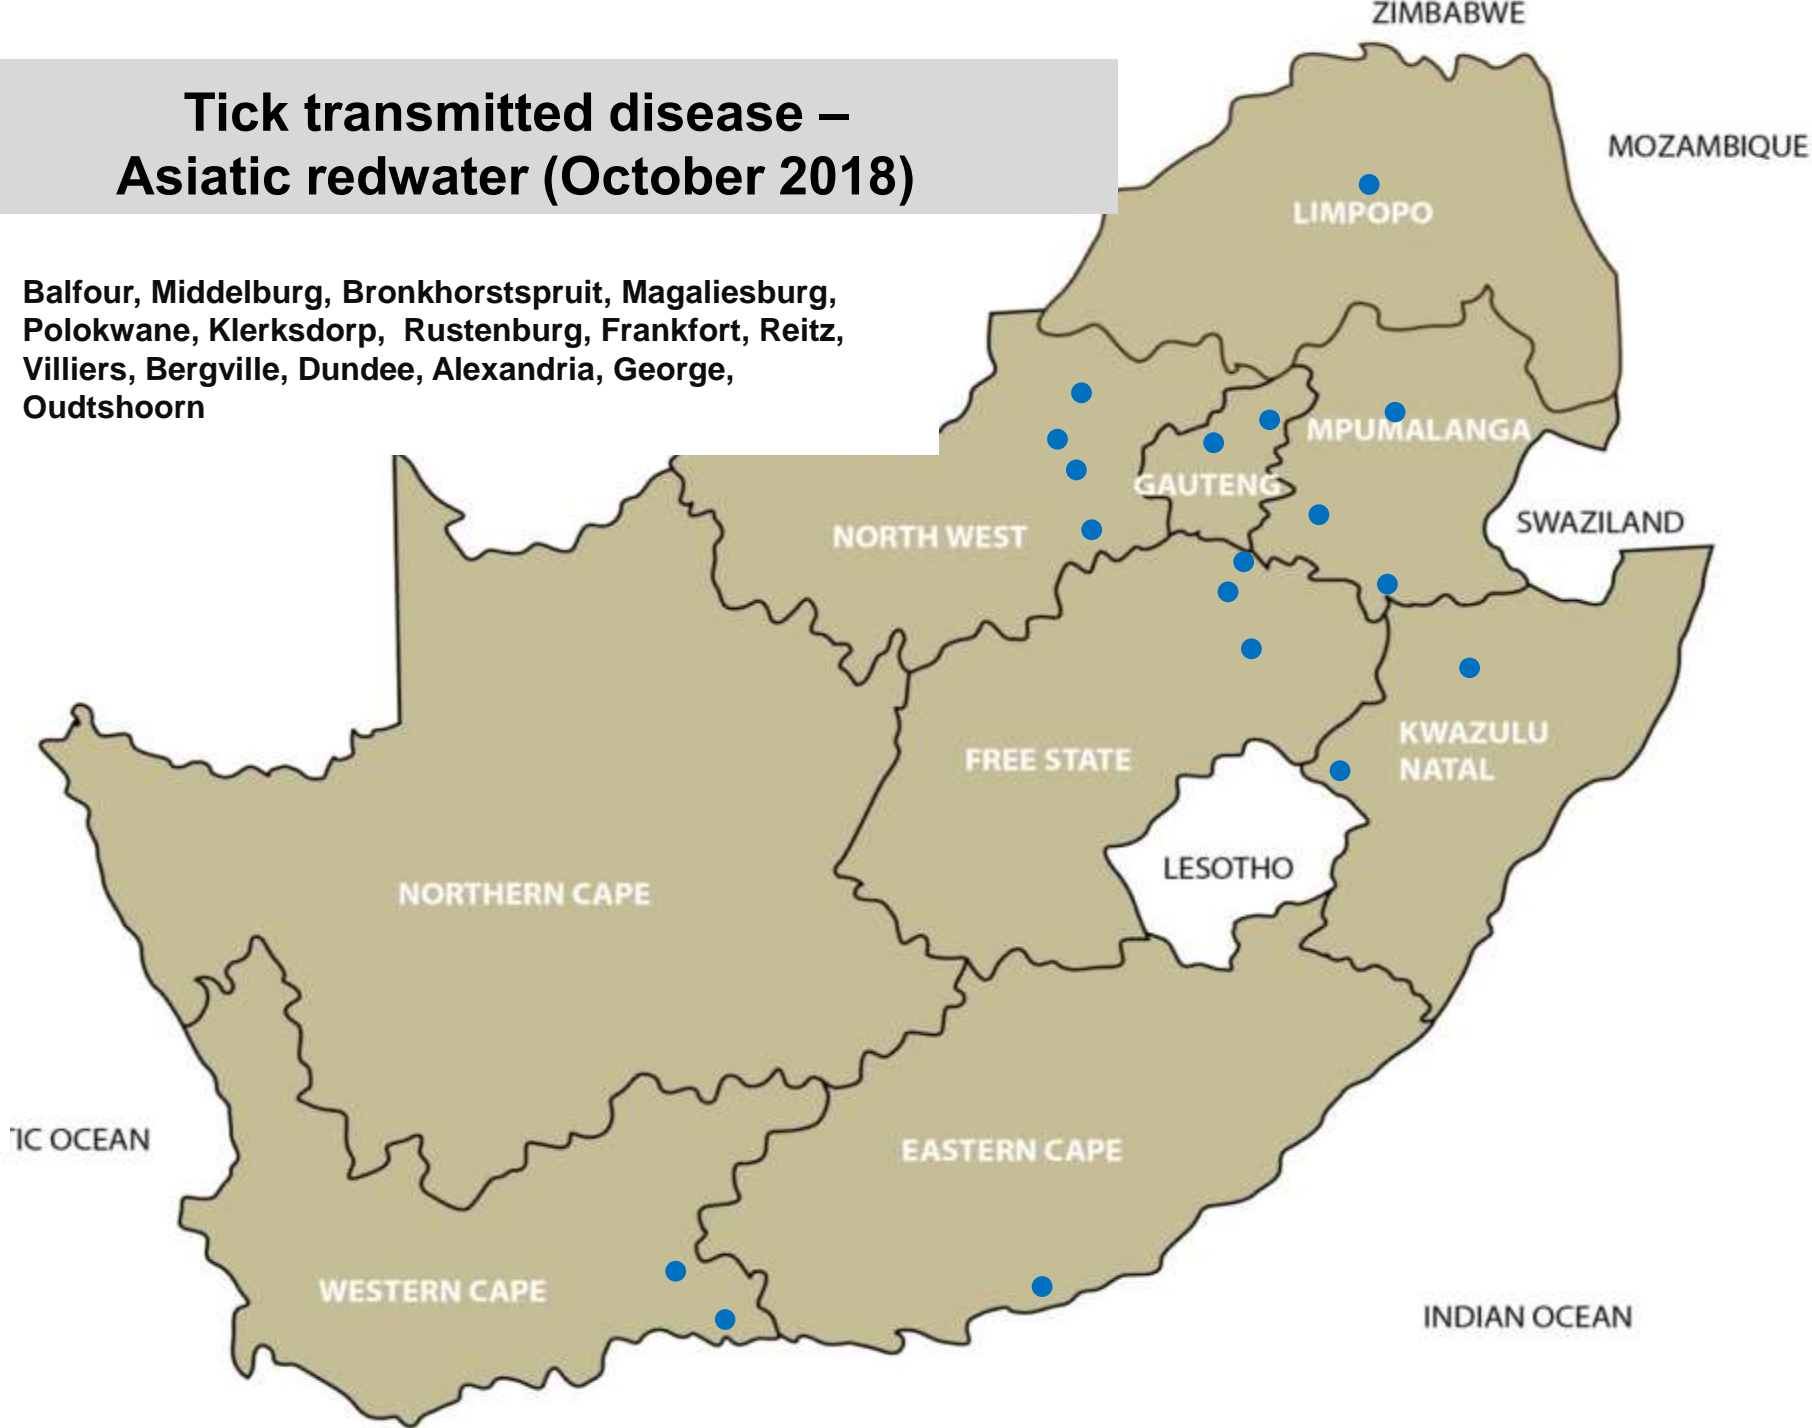 ZIMBABWE
Tick transmitted disease –
Asiatic redwater (October 2018)
MOZAMBIQUE
LIMPOPO
Balfour, Middelburg, Bronkhorstspruit, Magaliesburg,
Polokwane, Klerksdorp, Rustenburg, Frankfort, Reitz,
Villiers, Bergville, Dundee, Alexandria, George,
Oudtshoorn
MPUMALANGA
GAUTENG
SWAZILAND
NORTH WEST
KWAZULU
NATAL
FREE STATE
LESOTHO
NORTHERN CAPE
TIC OCEAN
EASTERN CAPE
WESTERN CAPE
INDIAN OCEAN